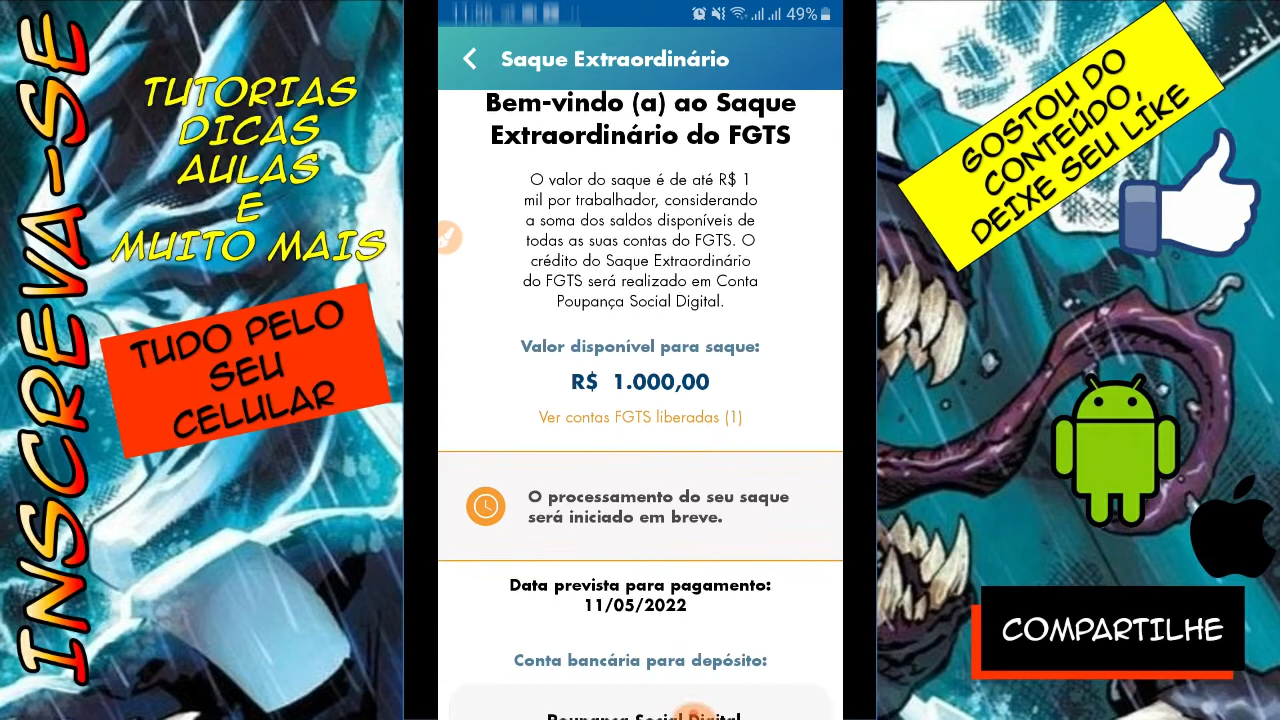 INSCREVA-SE
TUTORIAS
DICAS
AULAS
E
MUITO MAIS
TUDO PELO
SEU
CELULAR
49%
Saque Extraordinário
Bem-vindo (a) ao Saque
Extraordinário do FGTS
O valor do saque é de até R$ 1
mil por trabalhador, considerando
a soma dos saldos disponíveis de
todas as suas contas do FGTS. O
crédito do Saque Extraordinário
do FGTS será realizado em Conta
Poupança Social Digital.
Valor disponível para saque:
R$ 1.000,00
Ver contas FGTS liberadas (1)
O processamento do seu saque
será iniciado em breve.
Data prevista para pagamento:
11/05/2022
Conta bancária para depósito:
Poupança Social Digital
GOSTOU DO
CONTEÚDO,
DEIXE SEU LIKE
COMPARTILHE